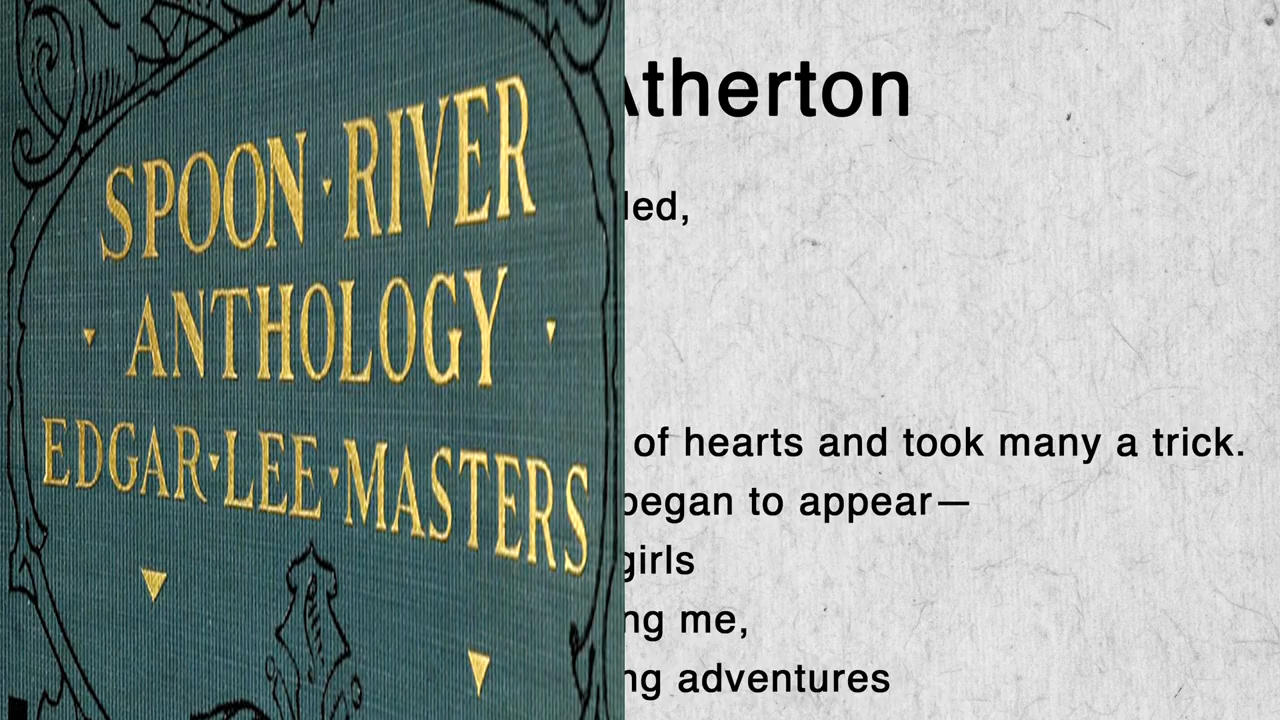 SPOON·RIVER
·ANTHOLOGY·
EDGAR·LEE·MASTERS
Atherton
led,
of hearts and took many a trick.
began to appear—
girls
ng me,
ng adventures